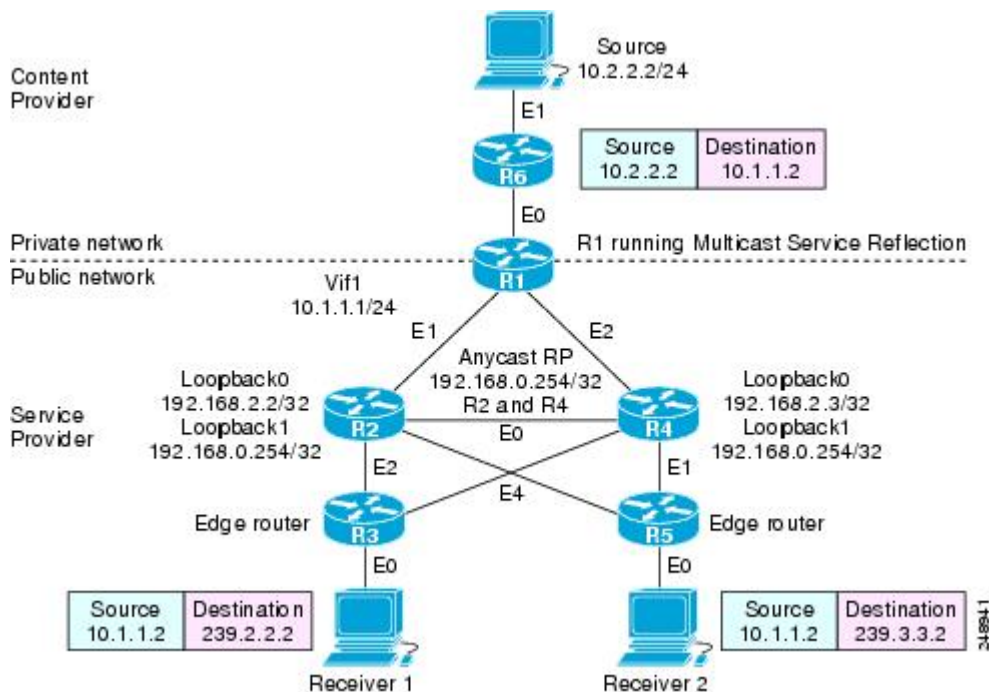 Source
10.2.2.2/24
Content
Provider
E1
Source
10.2.2.2
Destination
10.1.1.2
R6
E0
Private network
R1 running Multicast Service Reflection
Public network
R1
Vif1
10.1.1.1/24
E1
E2
Anycast RP
192.168.0.254/32
R2 and R4
Loopback0
192.168.2.2/32
Loopback1
192.168.0.254/32
Loopback0
192.168.2.3/32
Loopback1
192.168.0.254/32
Service
Provider
R2
E0
R4
E2
E4
E1
Edge router
R3
R5
Edge router
E0
E0
Source
10.1.1.2
Destination
239.2.2.2
Source
10.1.1.2
Destination
239.3.3.2
Receiver 1
Receiver 2